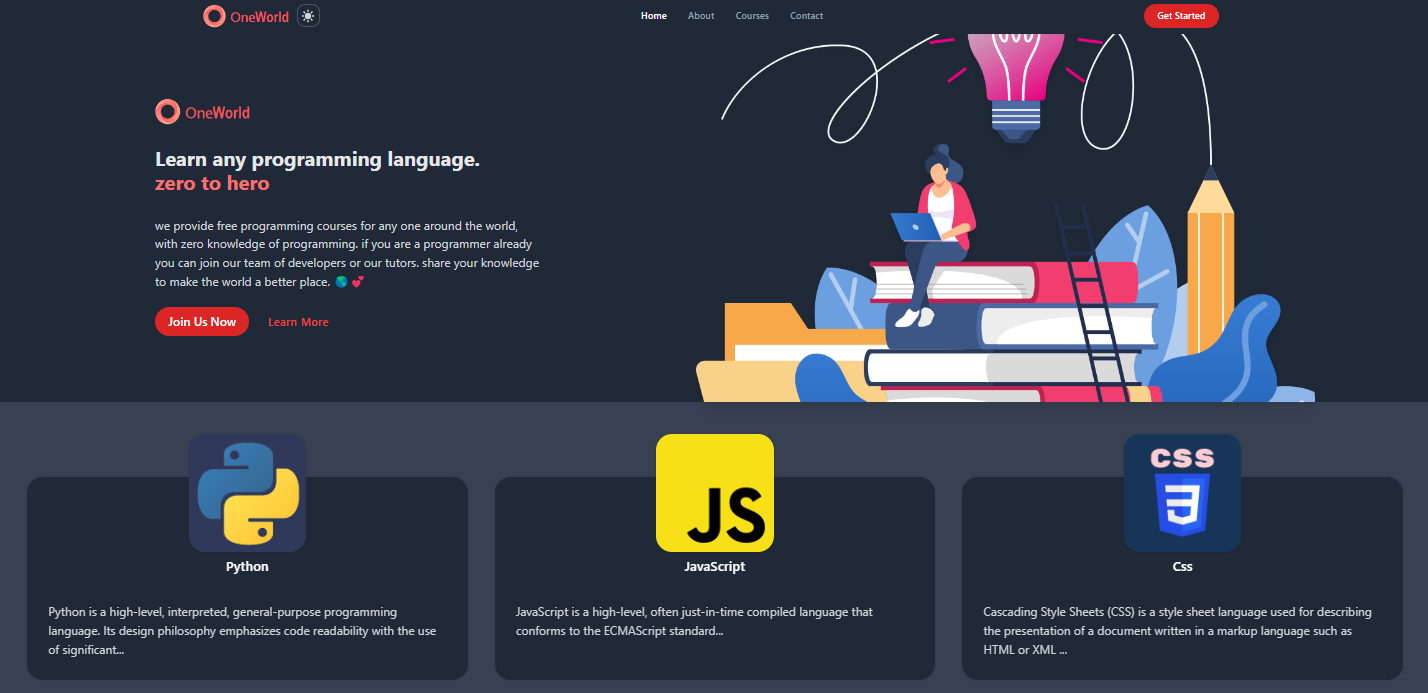 OneWorld
Home About Courses Contact
Get Started
OneWorld
Learn any programming language.
zero to hero
we provide free programming courses for any one around the world,
with zero knowledge of programming. if you are a programmer already
you can join our team of developers or our tutors. share your knowledge
to make the world a better place. 🌎 💕
Join Us Now
Learn More
Python
Python is a high-level, interpreted, general-purpose programming
language. Its design philosophy emphasizes code readability with the use
of significant...
JS
JavaScript
JavaScript is a high-level, often just-in-time compiled language that
conforms to the ECMAScript standard...
CSS
3
Css
Cascading Style Sheets (CSS) is a style sheet language used for describing
the presentation of a document written in a markup language such as
HTML or XML ...